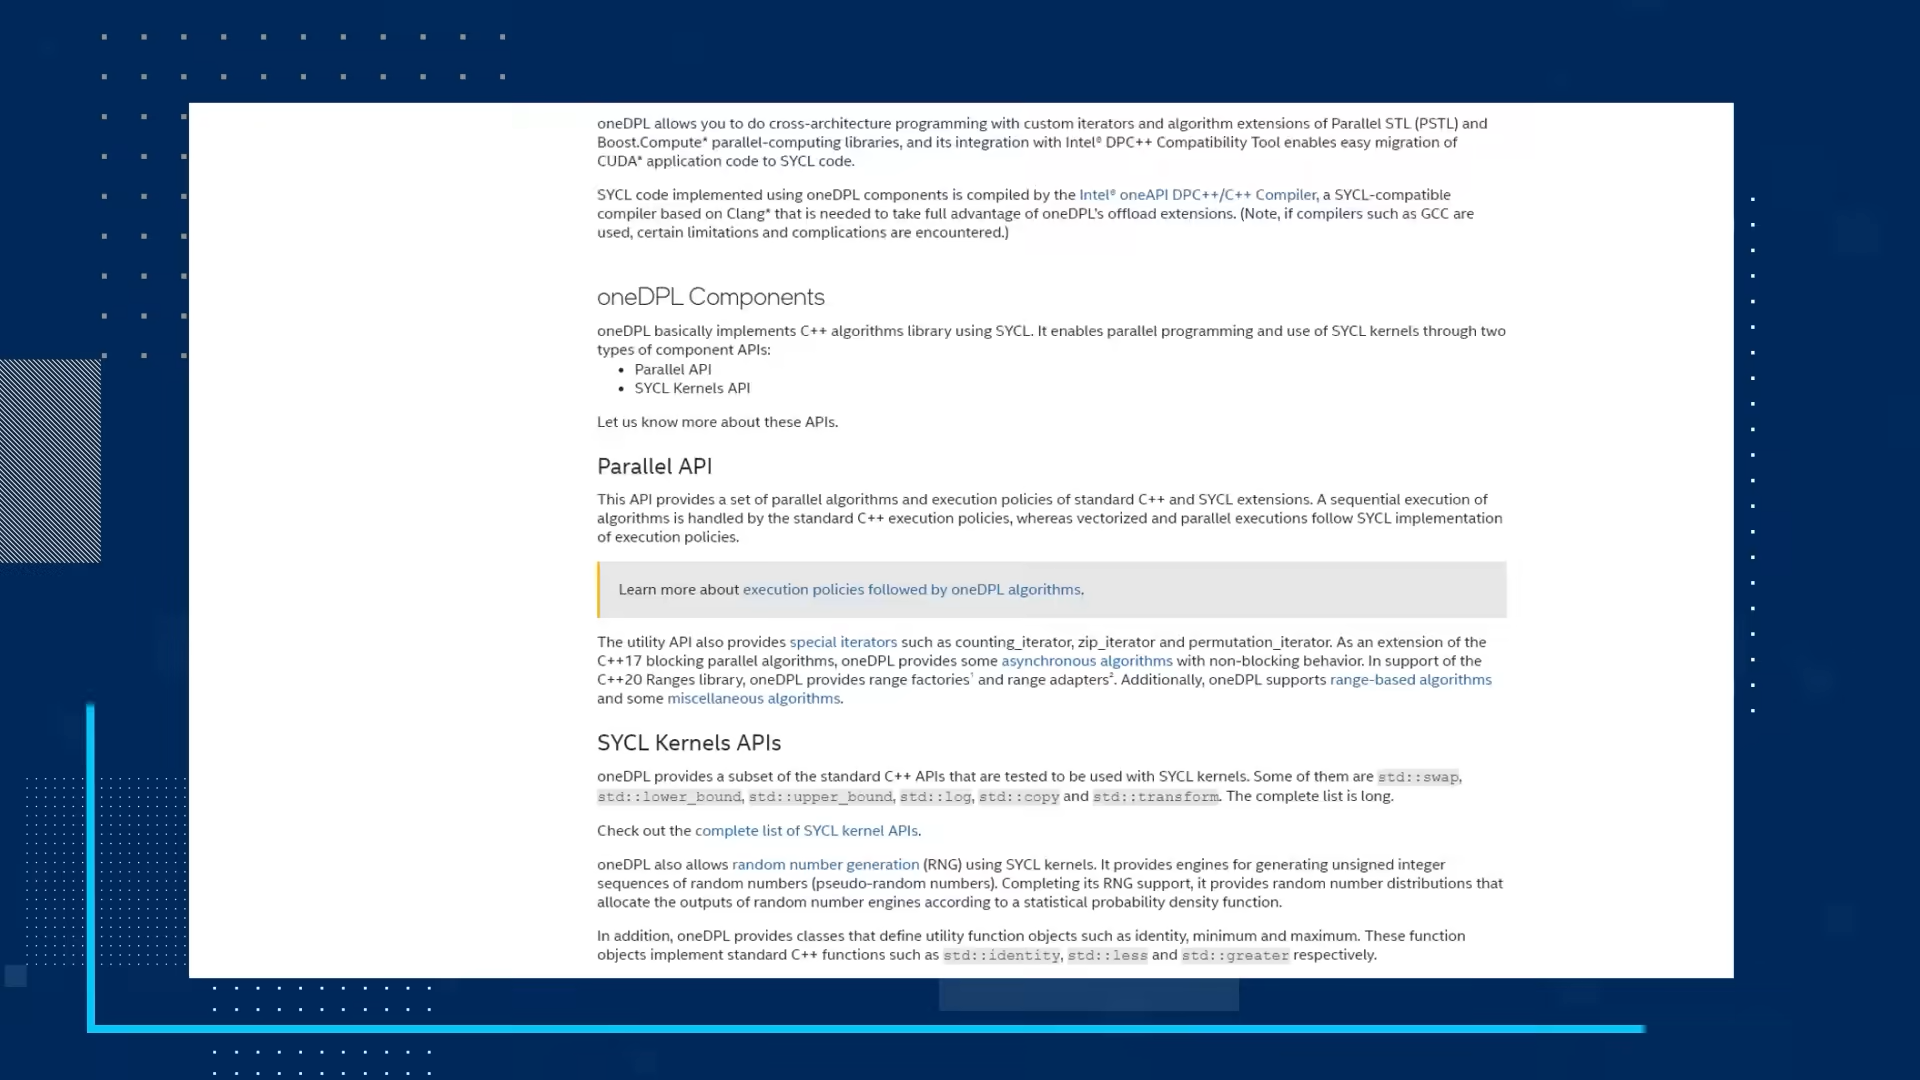 oneDPL allows you to do cross-architecture programming with custom iterators and algorithm extensions of Parallel STL (PSTL) and
Boost.Compute* parallel-computing libraries, and its integration with Intel® DPC++ Compatibility Tool enables easy migration of
CUDA* application code to SYCL code.
SYCL code implemented using oneDPL components is compiled by the Intel® oneAPI DPC++/C++ Compiler, a SYCL-compatible
compiler based on Clang* that is needed to take full advantage of oneDPL's offload extensions. (Note, if compilers such as GCC are
used, certain limitations and complications are encountered.)
oneDPL Components
oneDPL basically implements C++ algorithms library using SYCL. It enables parallel programming and use of SYCL kernels through two
types of component APIs:
• Parallel API
• SYCL Kernels API
Let us know more about these APIs.
Parallel API
This API provides a set of parallel algorithms and execution policies of standard C++ and SYCL extensions. A sequential execution of
algorithms is handled by the standard C++ execution policies, whereas vectorized and parallel executions follow SYCL implementation
of execution policies.
Learn more about execution policies followed by oneDPL algorithms.
The utility API also provides special iterators such as counting_iterator, zip_iterator and permutation_iterator. As an extension of the
C++17 blocking parallel algorithms, oneDPL provides some asynchronous algorithms with non-blocking behavior. In support of the
C++20 Ranges library, oneDPL provides range factories¹ and range adapters². Additionally, oneDPL supports range-based algorithms
and some miscellaneous algorithms.
SYCL Kernels APIs
oneDPL provides a subset of the standard C++ APIs that are tested to be used with SYCL kernels. Some of them are std::swap,
std::lower_bound, std::upper_bound, std::log, std::copy and std::transform. The complete list is long.
Check out the complete list of SYCL kernel APIs.
oneDPL also allows random number generation (RNG) using SYCL kernels. It provides engines for generating unsigned integer
sequences of random numbers (pseudo-random numbers). Completing its RNG support, it provides random number distributions that
allocate the outputs of random number engines according to a statistical probability density function.
In addition, oneDPL provides classes that define utility function objects such as identity, minimum and maximum. These function
objects implement standard C++ functions such as std::identity, std::less and std::greater respectively.